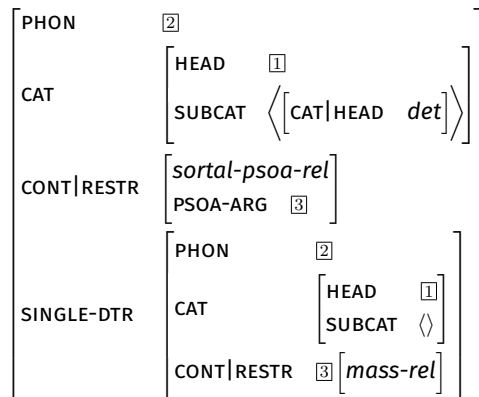 PHON 2
CAT HEAD 1
SUBCAT ⟨[CAT|HEAD det]⟩
CONT|RESTR sortal-psoa-rel
PSOA-ARG 3
SINGLE-DTR PHON 2
CAT HEAD 1
SUBCAT ⟨⟩
CONT|RESTR 3 [mass-rel]